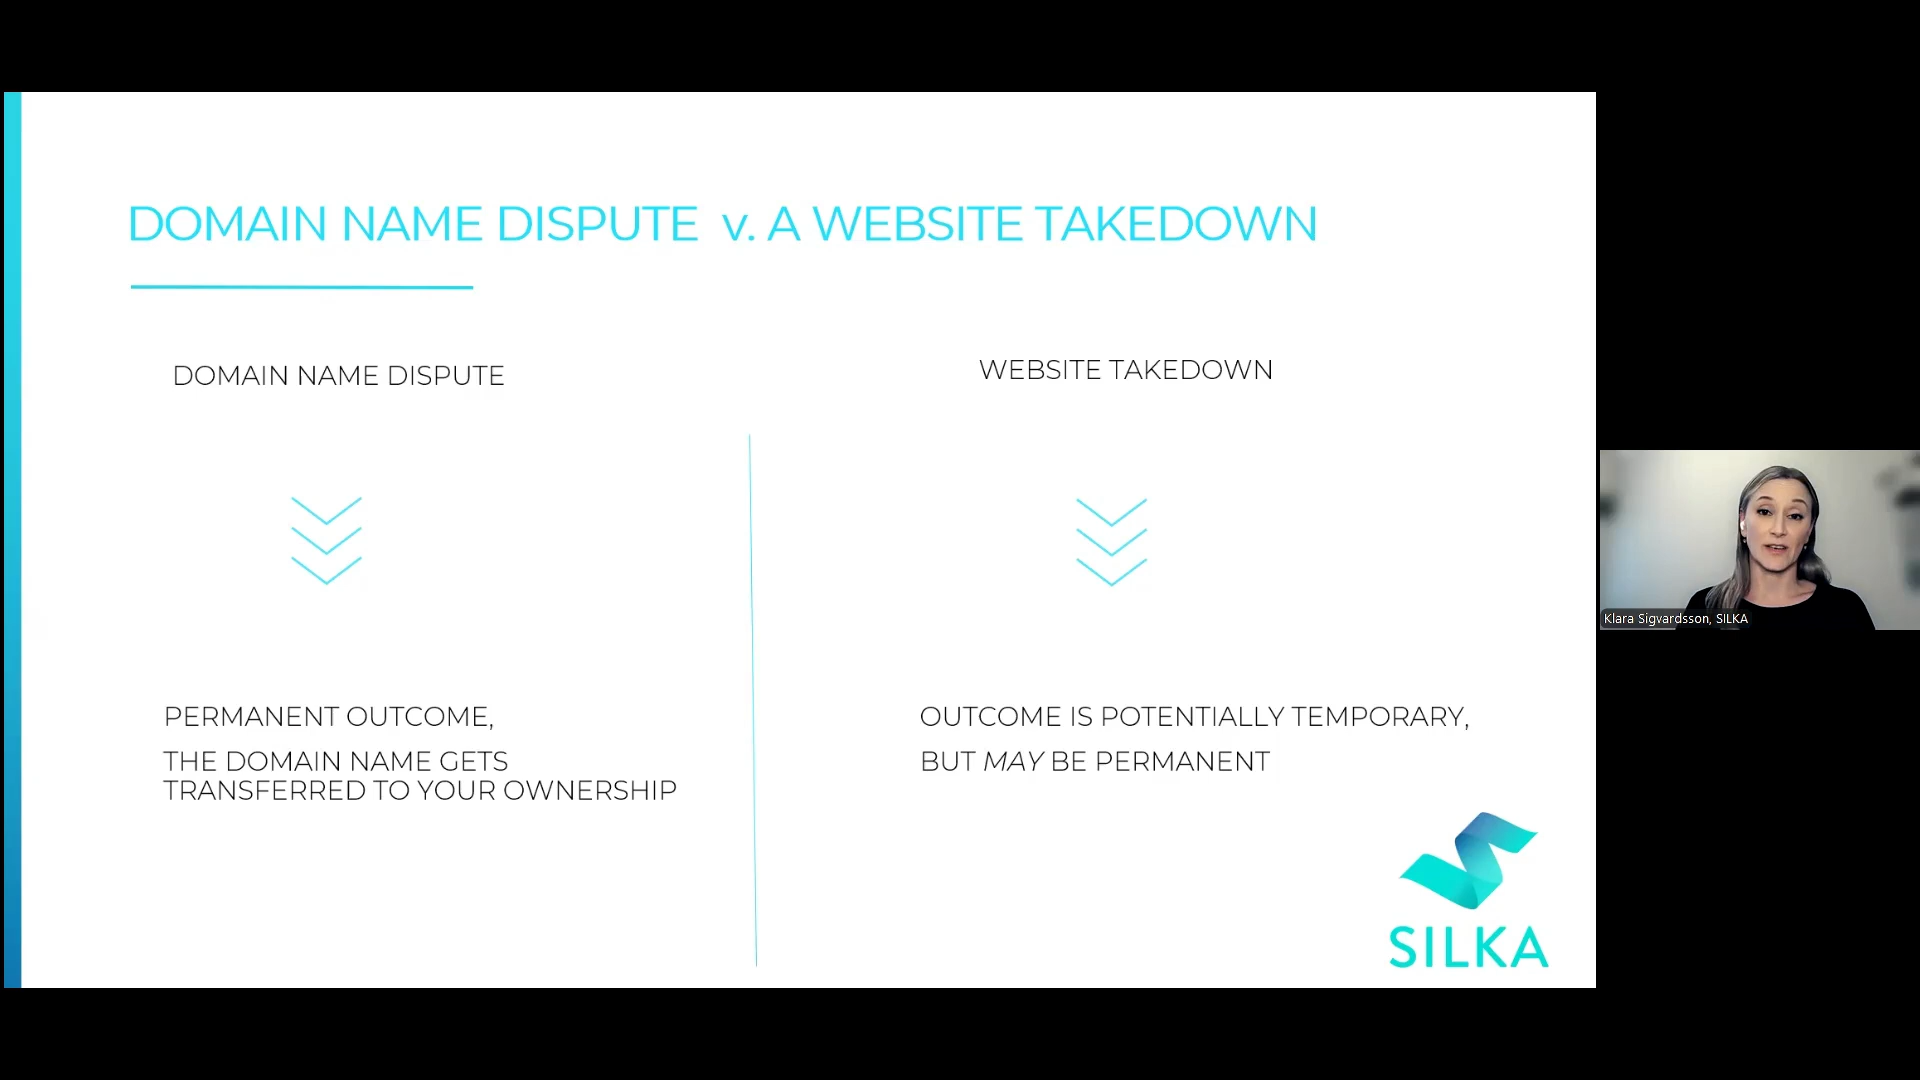 DOMAIN NAME DISPUTE v. A WEBSITE TAKEDOWN
DOMAIN NAME DISPUTE
WEBSITE TAKEDOWN
PERMANENT OUTCOME,
THE DOMAIN NAME GETS
TRANSFERRED TO YOUR OWNERSHIP
OUTCOME IS POTENTIALLY TEMPORARY,
BUT MAY BE PERMANENT
SILKA
Klara Sigvardsson, SILKA